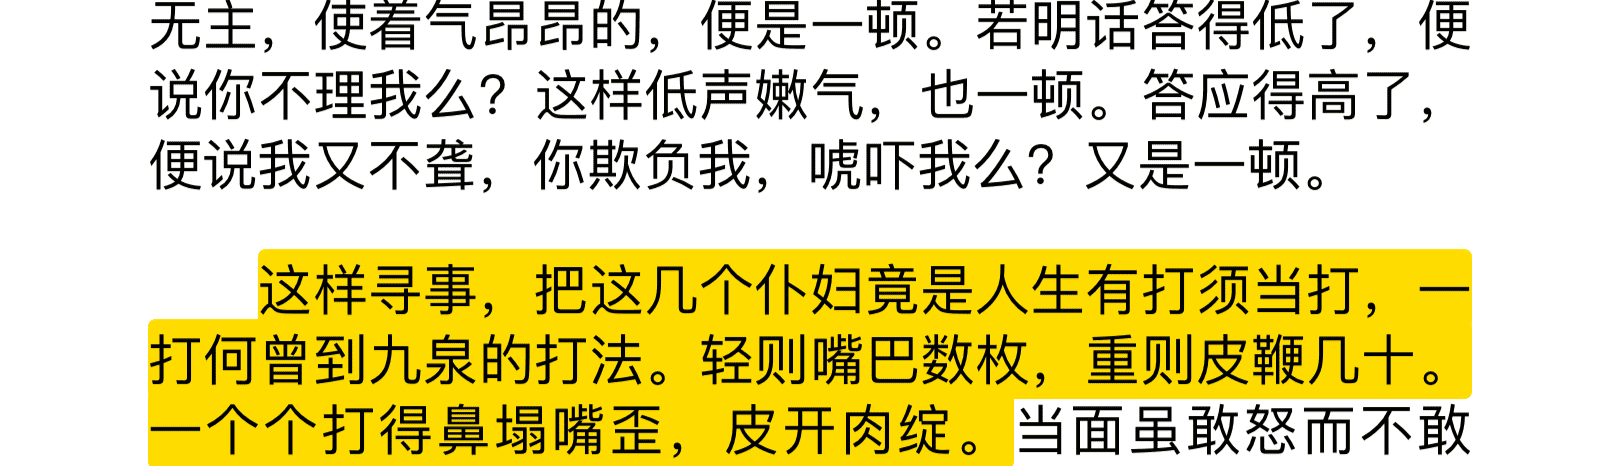 无主，使着气昂昂的，便是一顿。若明话答得低了，便
说你不理我么？这样低声嫩气，也一顿。答应得高了，
便说我又不聋，你欺负我，唬吓我么？又是一顿。
这样寻事，把这几个仆妇竟是人生有打须当打，一
打何曾到九泉的打法。轻则嘴巴数枚，重则皮鞭几十。
一个个打得鼻塌嘴歪，皮开肉绽。当面虽敢怒而不敢